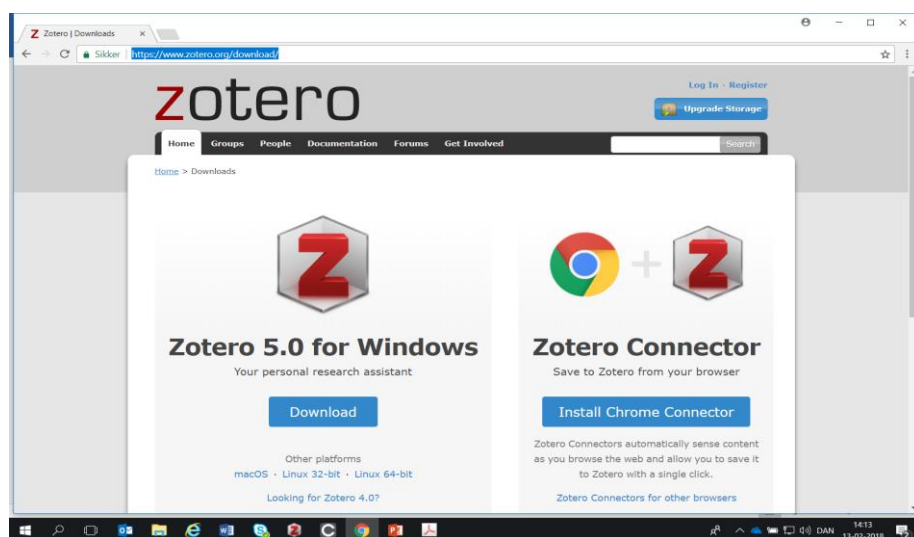 Z Zotero | Downloads ×
Sikker https://www.zotero.org/download/
zotero
Log In · Register
Upgrade Storage
Home Groups People Documentation Forums Get Involved Search
Home > Downloads
Z
Z
Zotero 5.0 for Windows
Your personal research assistant
Download
Other platforms
macOS · Linux 32-bit · Linux 64-bit
Looking for Zotero 4.0?
Zotero Connector
Save to Zotero from your browser
Install Chrome Connector
Zotero Connectors automatically sense content
as you browse the web and allow you to save it
to Zotero with a single click.
Zotero Connectors for other browsers
DAN
14:13
13-02-2018